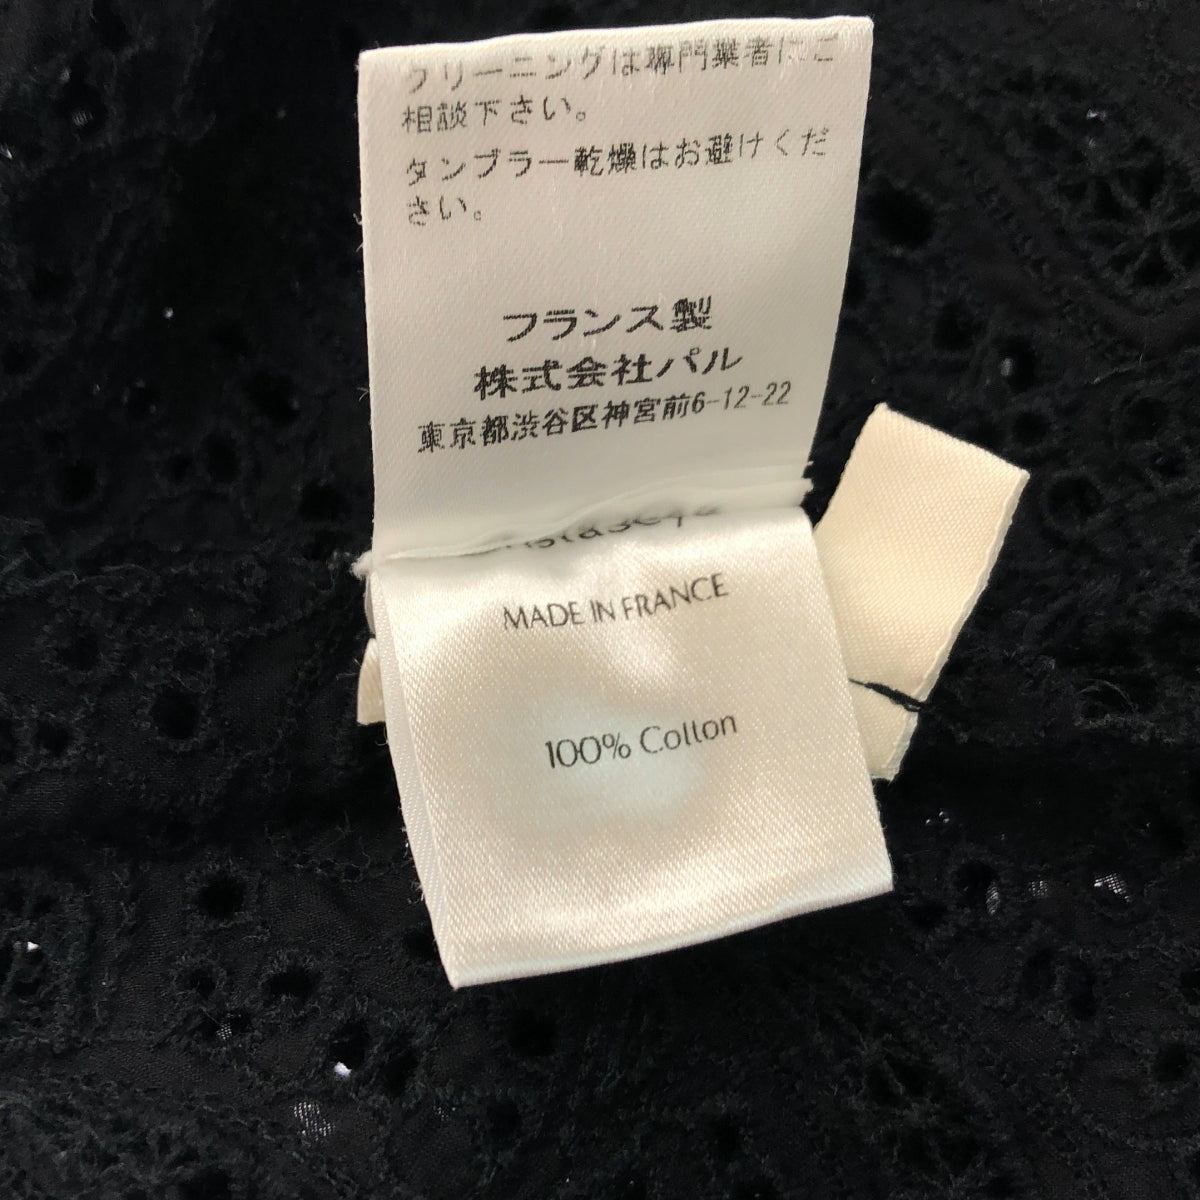 クリーニングは専門業者にご
相談下さい。
タンブラー乾燥はお避けくだ
さい。
フランス製
株式会社パル
東京都渋谷区神宮前6-12-22
MADE IN FRANCE
100% Cotton